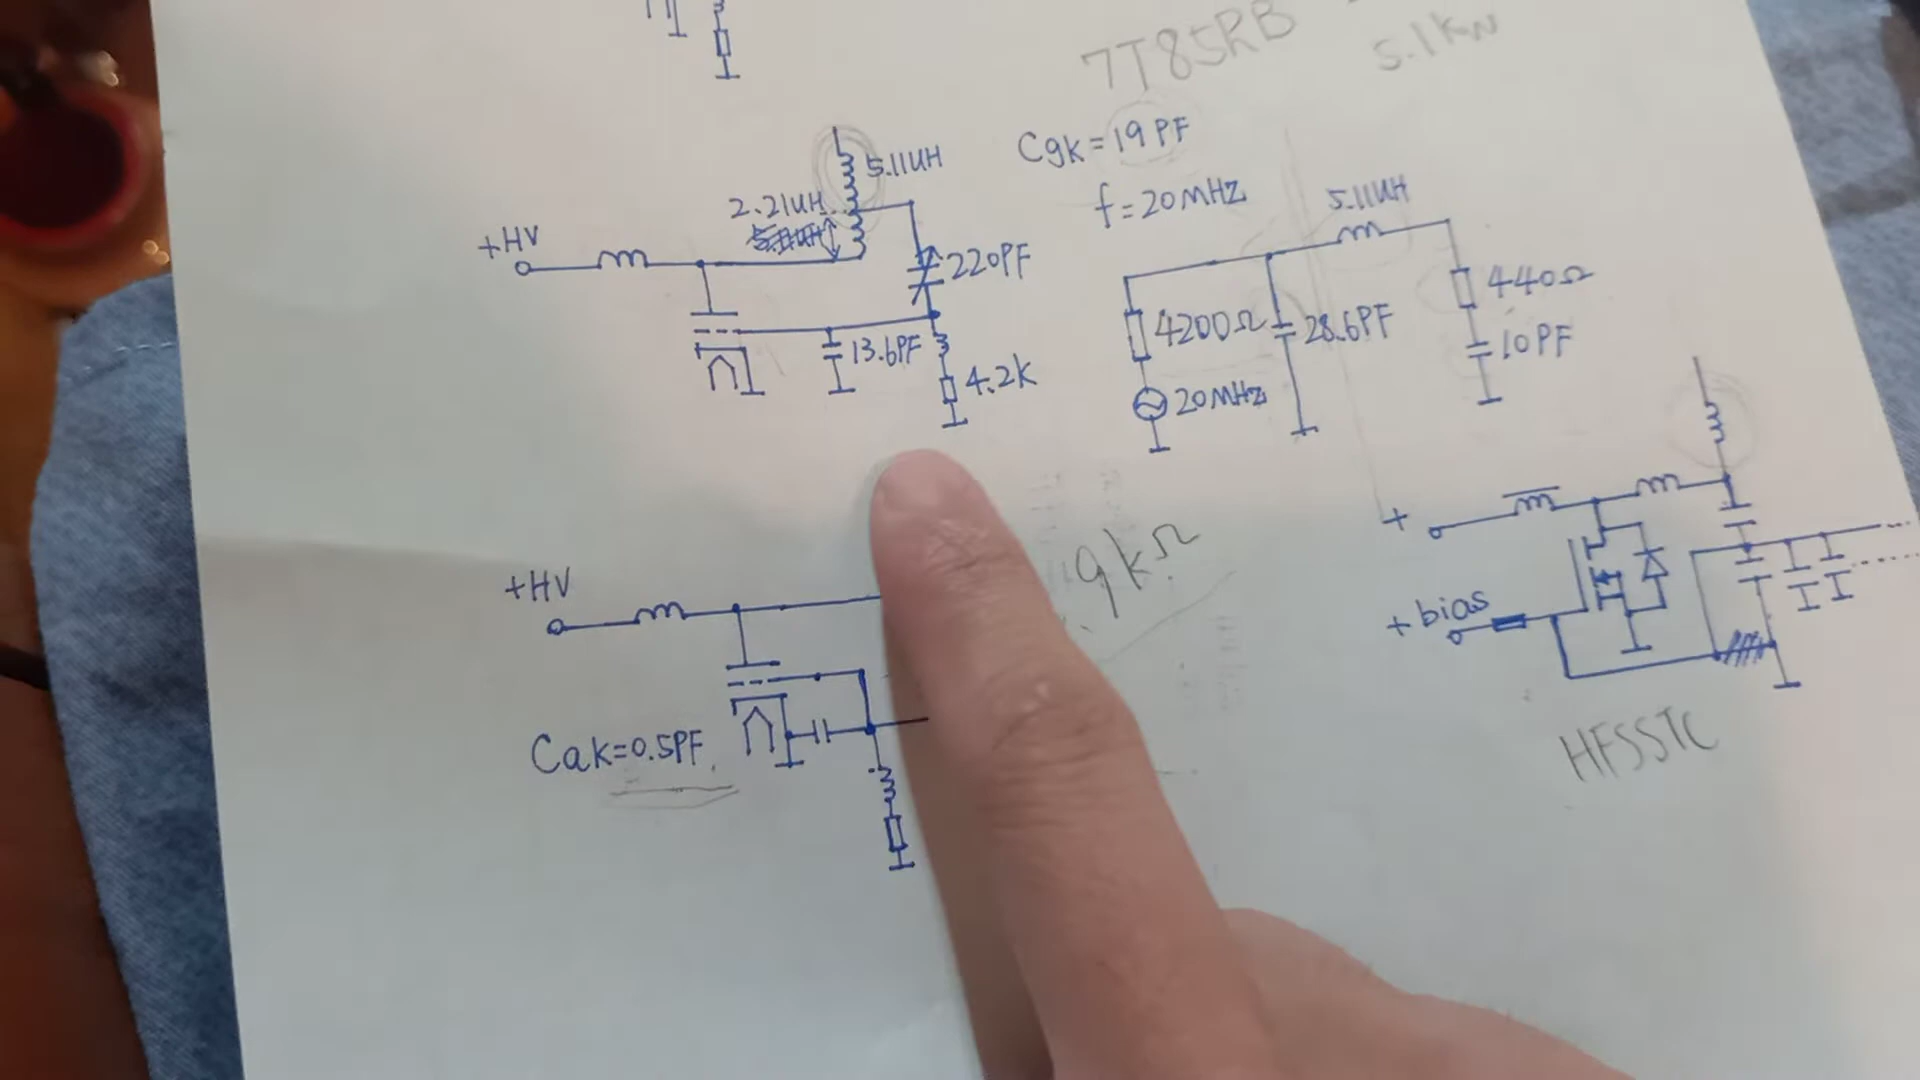 7T85RB
5.1KW
Cgk=19PF
5.11UH
2.21UH
f=20MHZ
5.11UH
+HV
220PF
440Ω
4200Ω
28.6PF
13.6PF
10PF
4.2K
20MHZ
+
9kΩ
+HV
+bias
Cak=0.5PF
HFSSTC